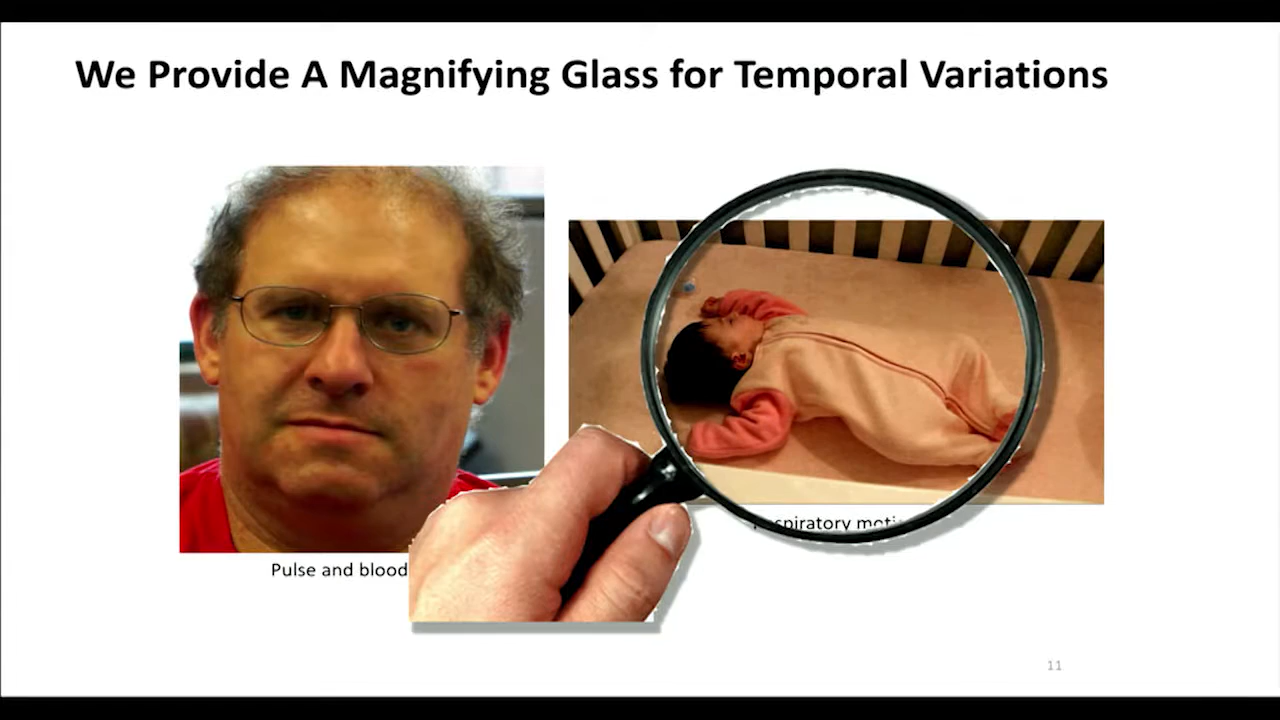 We Provide A Magnifying Glass for Temporal Variations
Pulse and blood
11